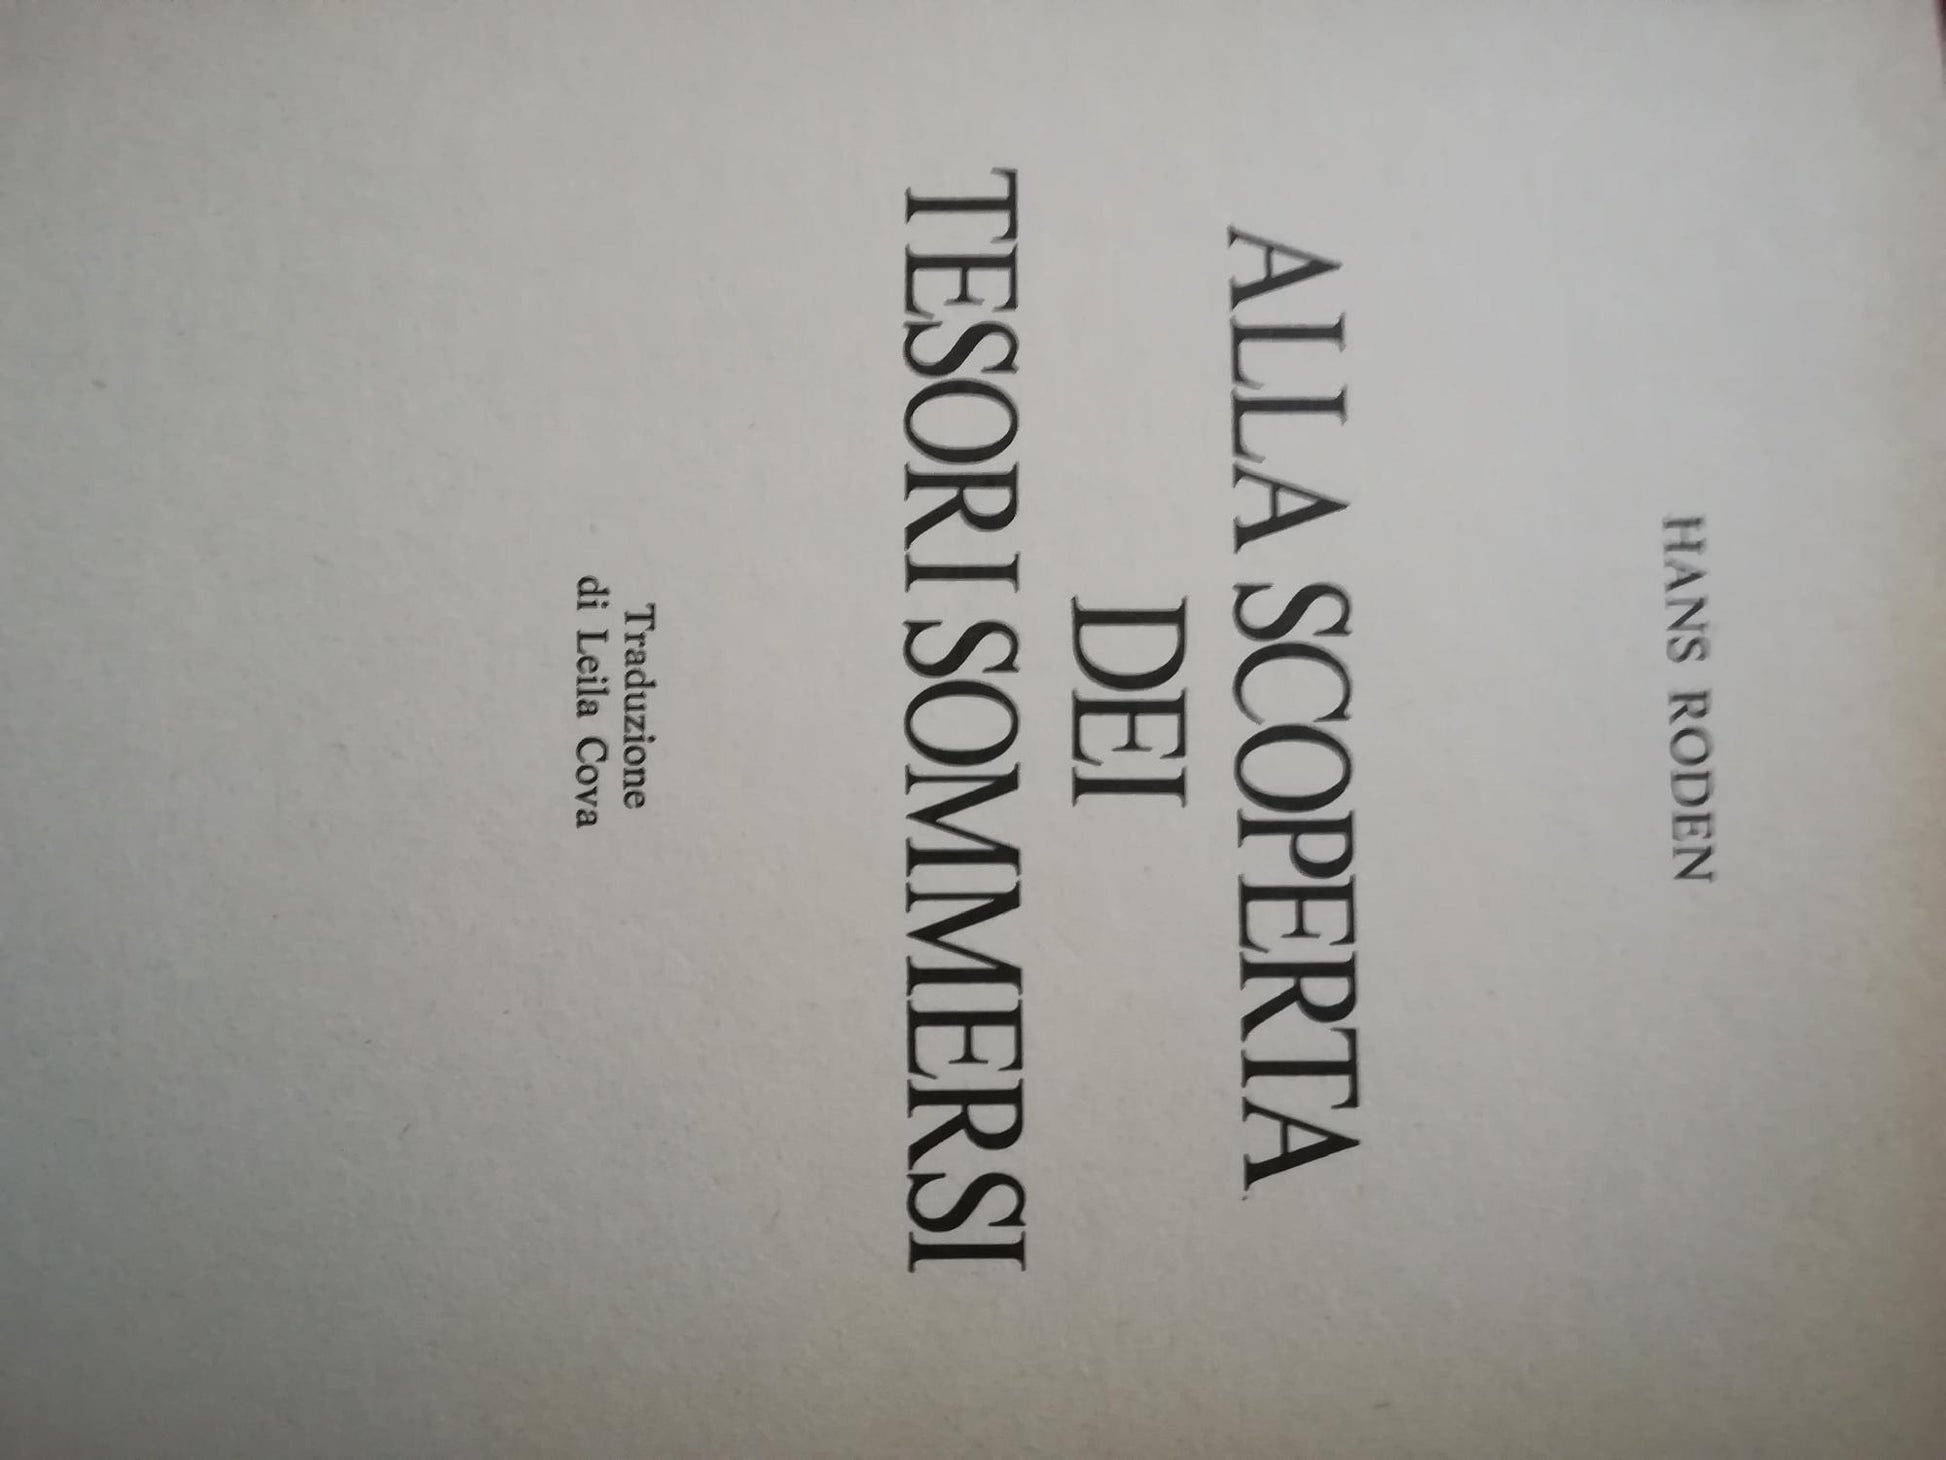 HANS RODEN
ALLA SCOPERTA
DEI
TESORI SOMMERSI
Traduzione
di Leila Cova